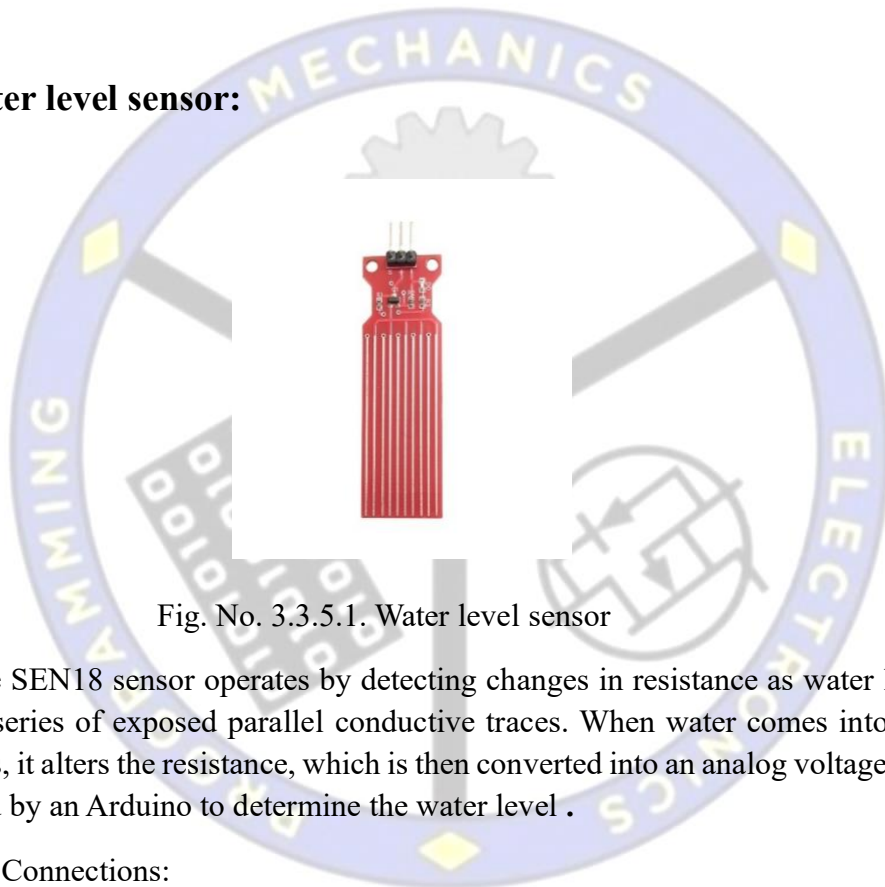 ter level sensor:
MECHANICS
PROGRAMMING
ELECTRONICS
Fig. No. 3.3.5.1. Water level sensor
SEN18 sensor operates by detecting changes in resistance as water
series of exposed parallel conductive traces. When water comes into
, it alters the resistance, which is then converted into an analog voltage
by an Arduino to determine the water level .
Connections: